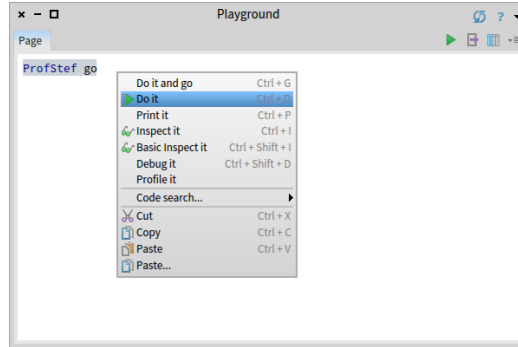 Playground
?
Page
ProfStef go
Do it and go Ctrl + G
Do it Ctrl + D
Print it Ctrl + P
Inspect it Ctrl + I
Basic Inspect it Ctrl + Shift + I
Debug it Ctrl + Shift + D
Profile it
Code search...
Cut Ctrl + X
Copy Ctrl + C
Paste Ctrl + V
Paste...